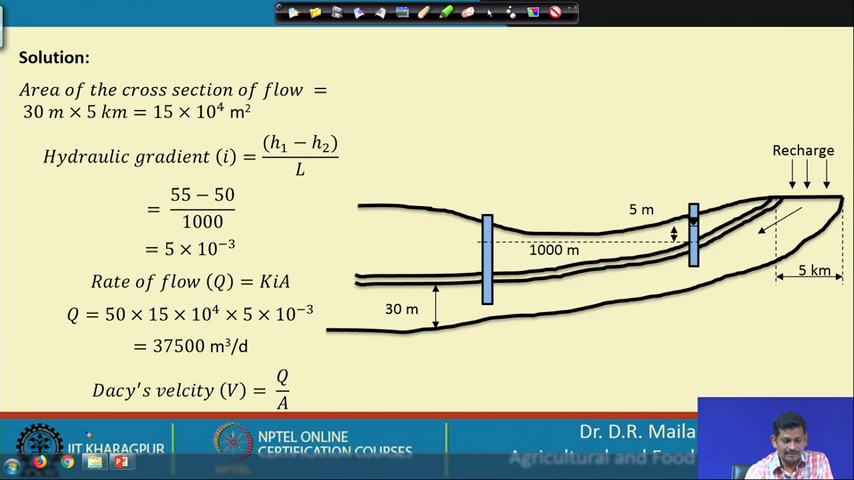 Solution:
Area of the cross section of flow =
30 m × 5 km = 15 × 10⁴ m²
Hydraulic gradient (i) = (h₁ − h₂) / L
= 55 − 50 / 1000
= 5 × 10⁻³
Rate of flow (Q) = KiA
Q = 50 × 15 × 10⁴ × 5 × 10⁻³
= 37500 m³/d
Dacy's velcity (V) = Q / A
Recharge
5 m
1000 m
5 km
30 m
IIT KHARAGPUR
NPTEL ONLINE
CERTIFICATION COURSES
Dr. D.R. Maila
Agricultural and Food